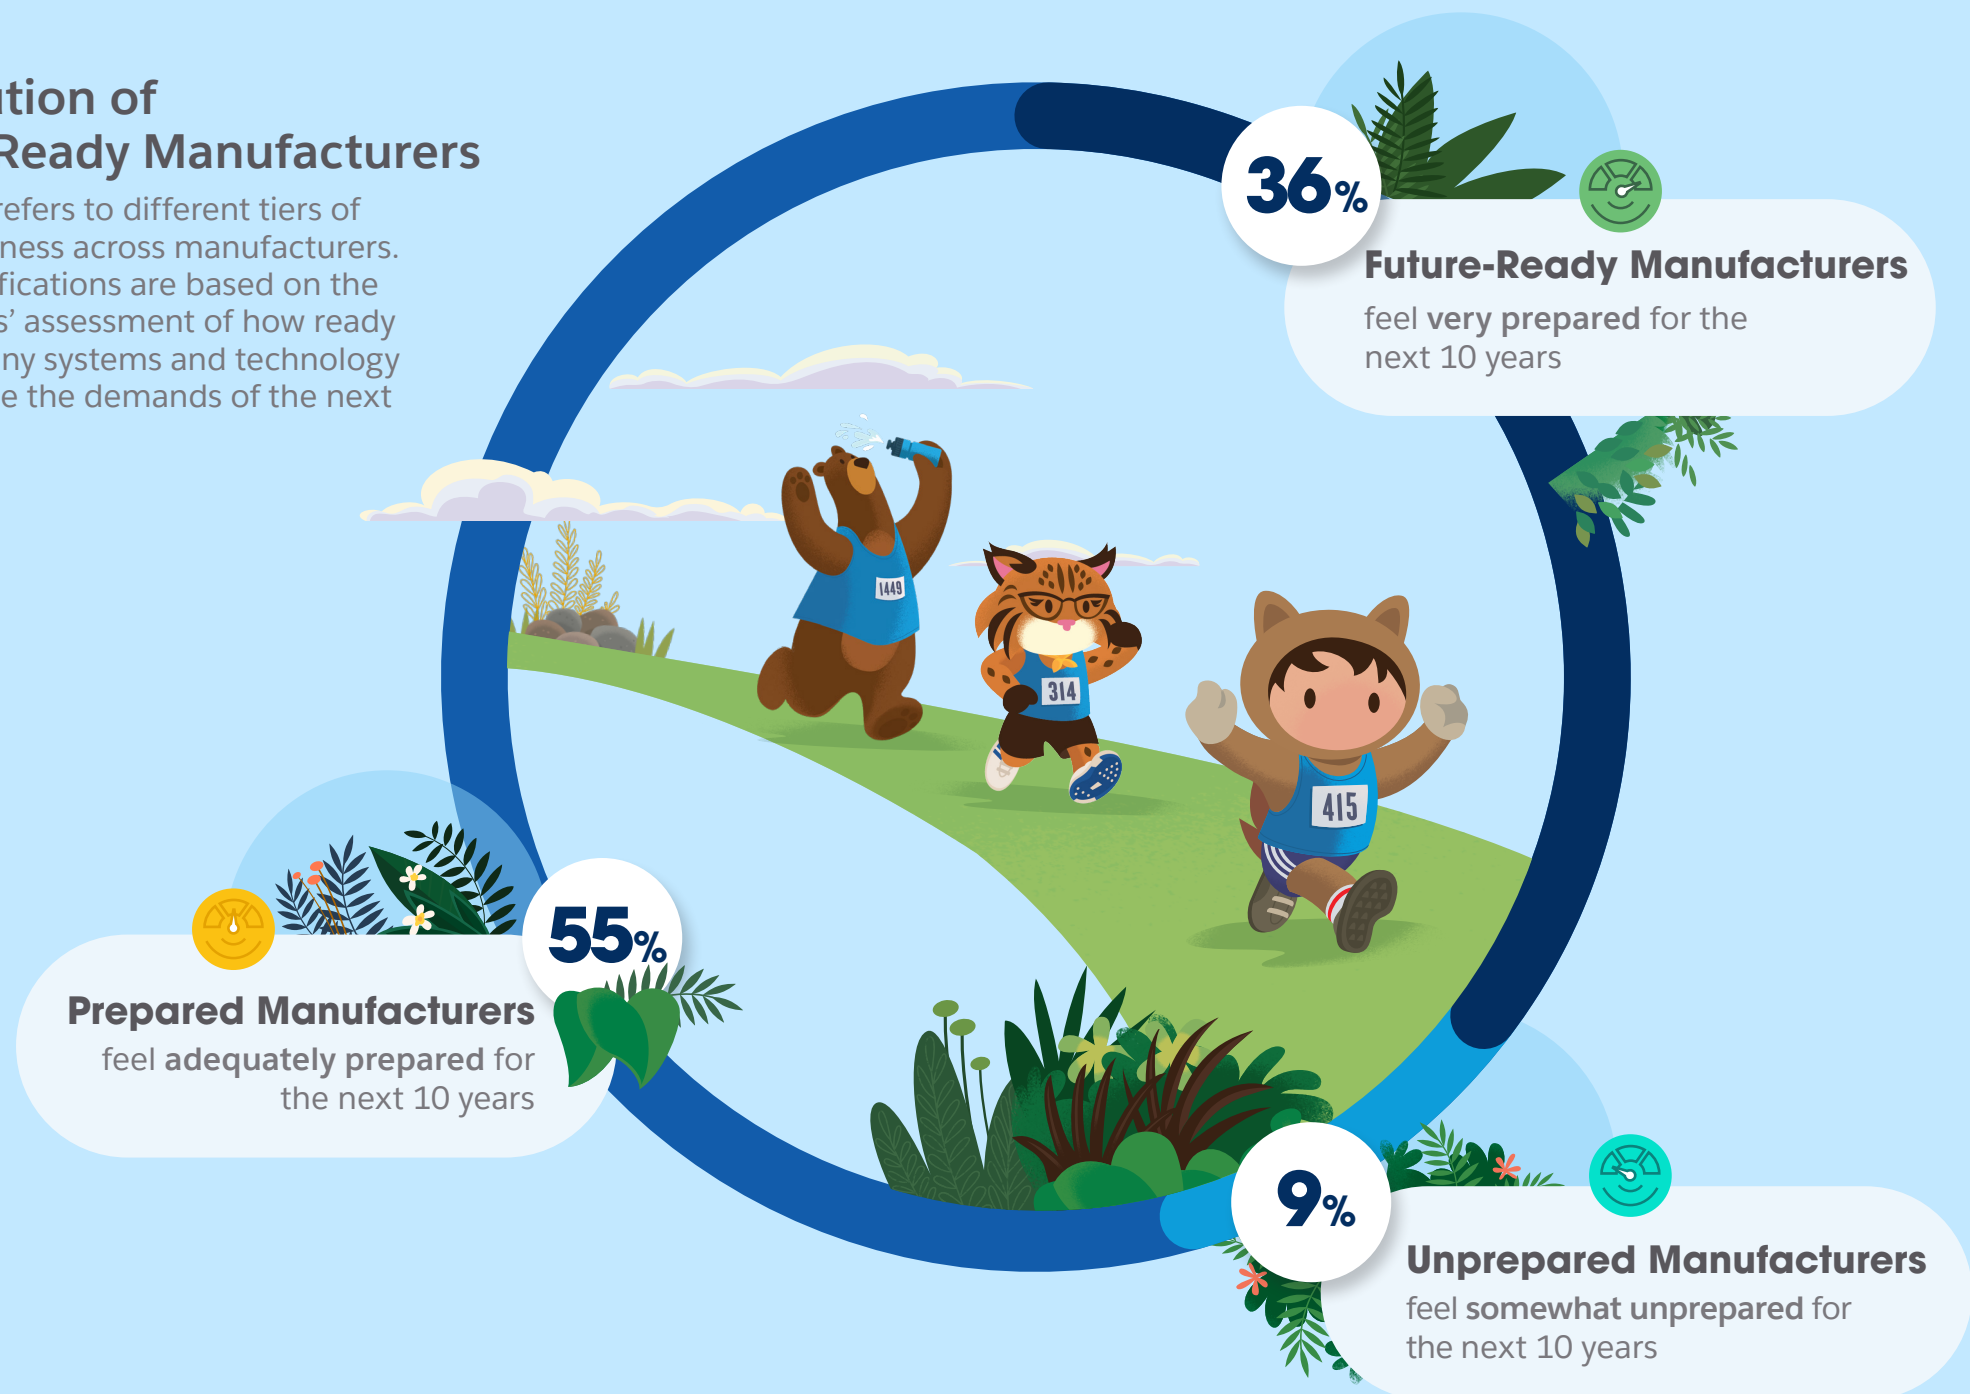 tion of
Ready Manufacturers
refers to different tiers of
ness across manufacturers.
fications are based on the
s’ assessment of how ready
ny systems and technology
e the demands of the next
36%
Future-Ready Manufacturers
feel very prepared for the
next 10 years
1449
314
415
55%
Prepared Manufacturers
feel adequately prepared for
the next 10 years
9%
Unprepared Manufacturers
feel somewhat unprepared for
the next 10 years